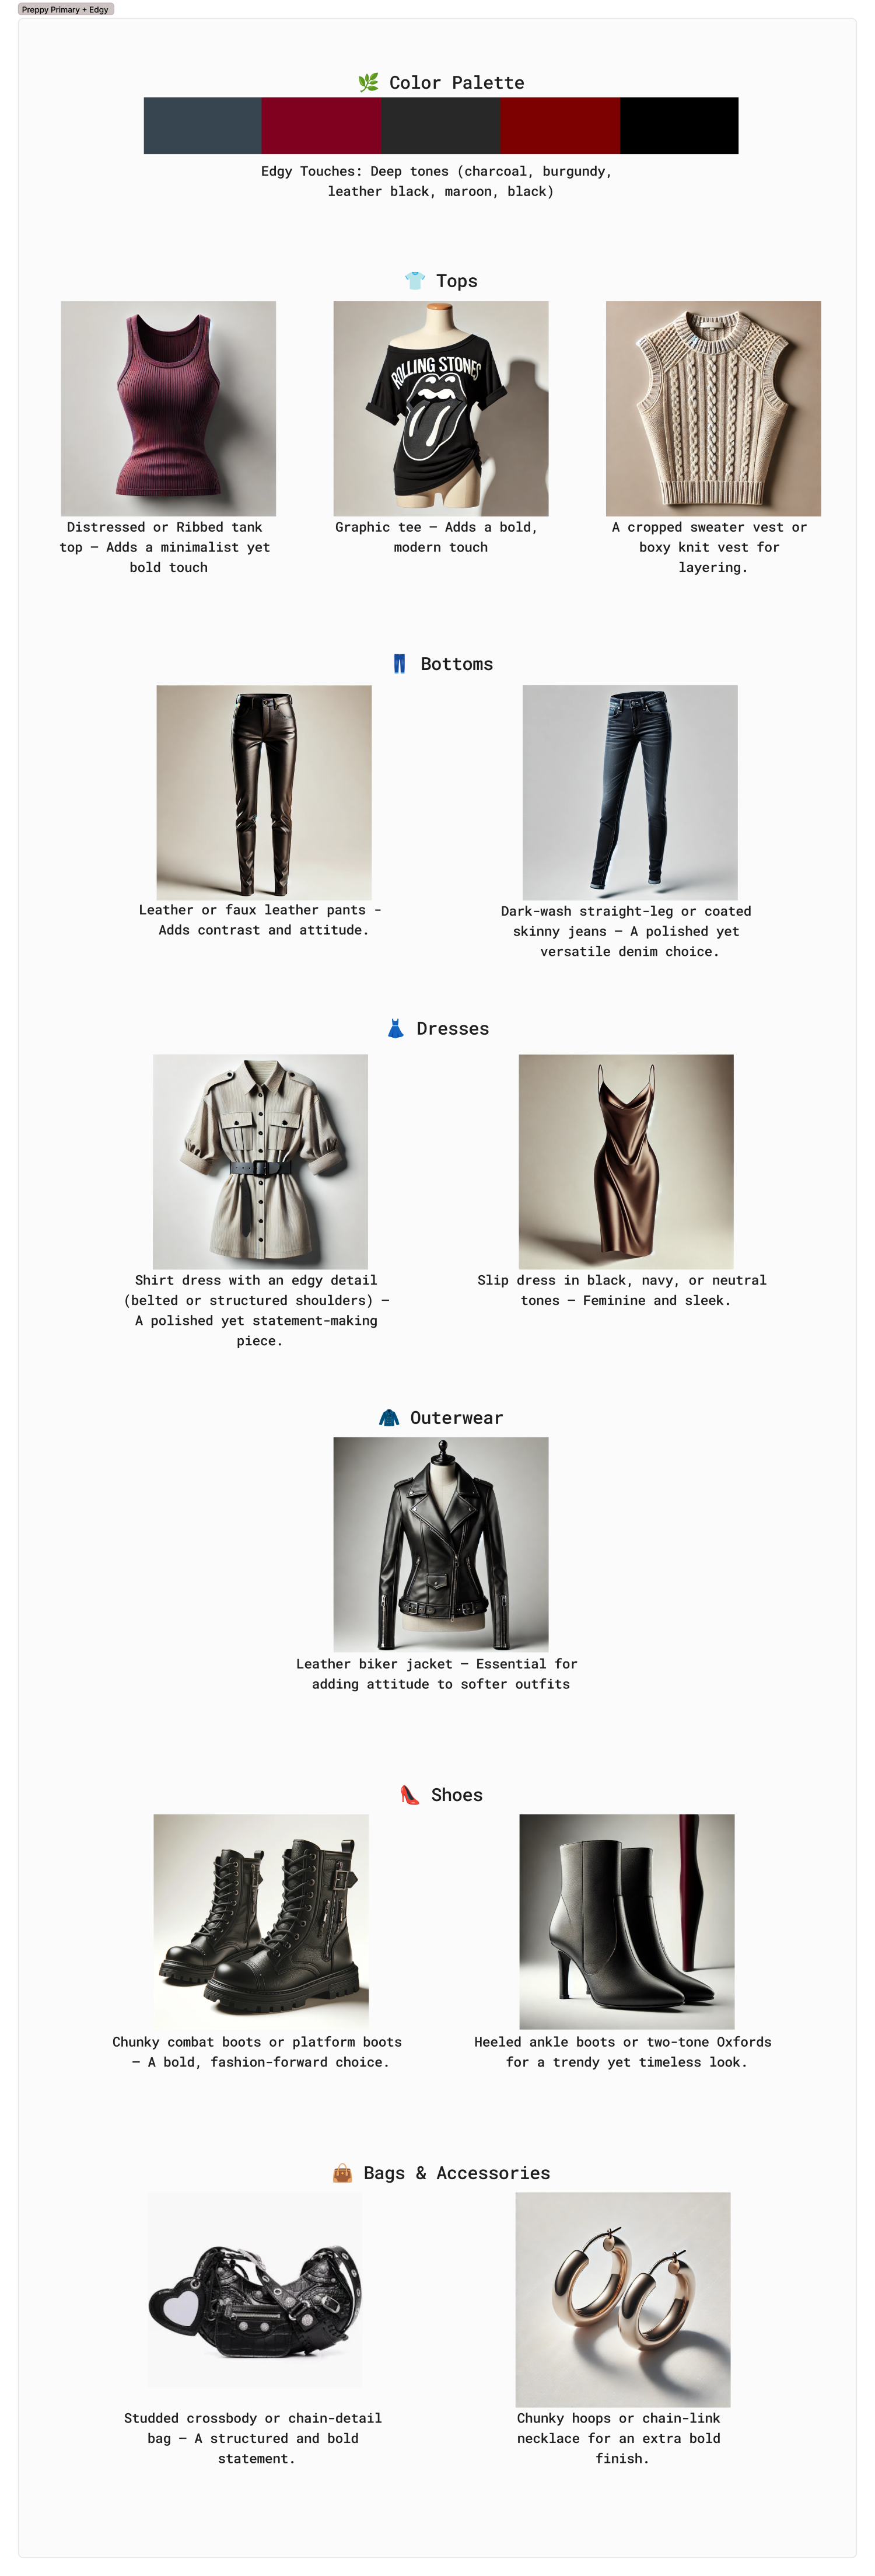 Preppy Primary + Edgy
🌿 Color Palette
Edgy Touches: Deep tones (charcoal, burgundy,
leather black, maroon, black)
👕 Tops
ROLLING STONES
Distressed or Ribbed tank
top – Adds a minimalist yet
bold touch
Graphic tee – Adds a bold,
modern touch
A cropped sweater vest or
boxy knit vest for
layering.
👖 Bottoms
Leather or faux leather pants -
Adds contrast and attitude.
Dark-wash straight-leg or coated
skinny jeans – A polished yet
versatile denim choice.
👗 Dresses
Shirt dress with an edgy detail
(belted or structured shoulders) –
A polished yet statement-making
piece.
Slip dress in black, navy, or neutral
tones – Feminine and sleek.
🧥 Outerwear
Leather biker jacket – Essential for
adding attitude to softer outfits
👠 Shoes
Chunky combat boots or platform boots
– A bold, fashion-forward choice.
Heeled ankle boots or two-tone Oxfords
for a trendy yet timeless look.
👜 Bags & Accessories
Studded crossbody or chain-detail
bag – A structured and bold
statement.
Chunky hoops or chain-link
necklace for an extra bold
finish.